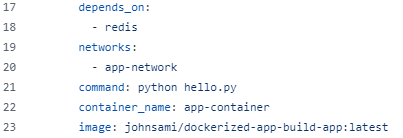 17 depends_on:
18 - redis
19 networks:
20 - app-network
21 command: python hello.py
22 container_name: app-container
23 image: johnsami/dockerized-app-build-app:latest